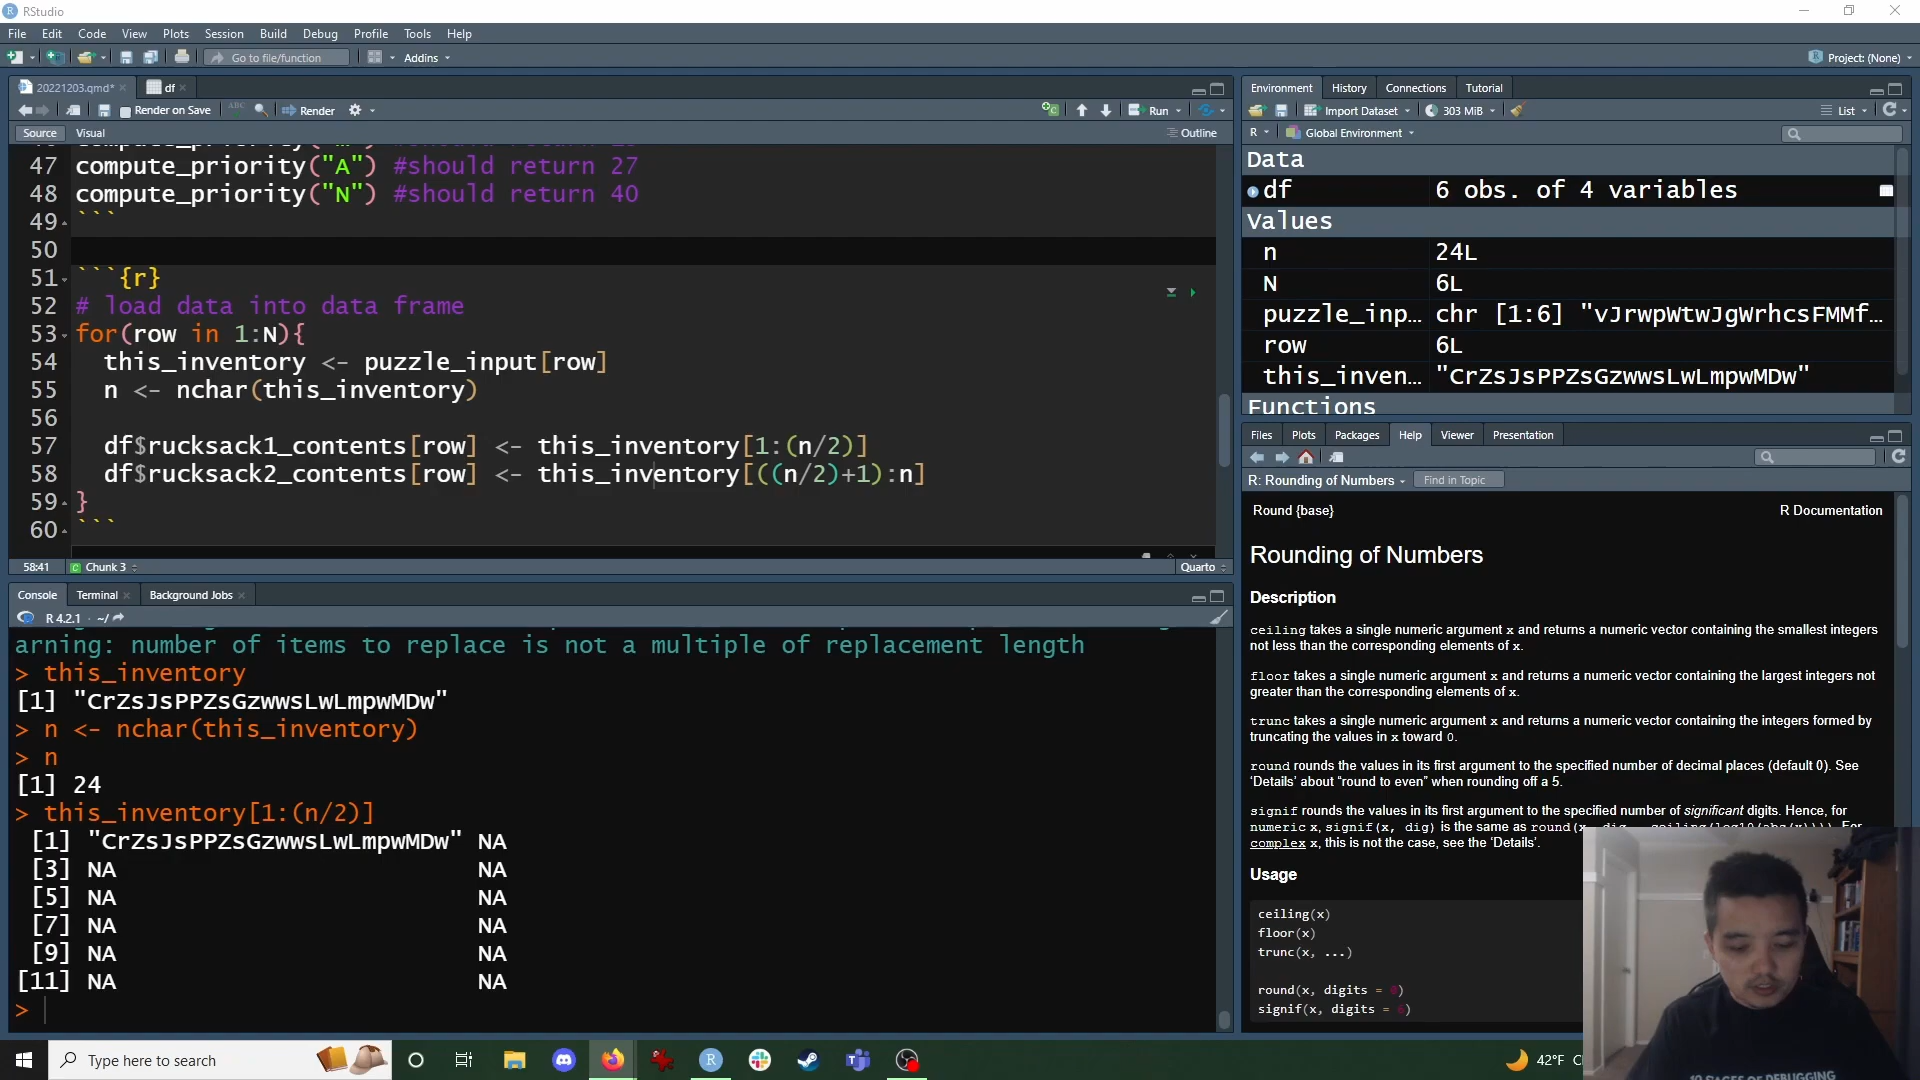 RStudio
File Edit Code View Plots Session Build Debug Profile Tools Help
Go to file/function Addins Project: (None)
20221203.qmd* df
Render on Save Render Run
Source Visual Outline
47 compute_priority("A") #should return 27
48 compute_priority("N") #should return 40
49 ```
50
51 ```{r}
52 # load data into data frame
53 for(row in 1:N){
54 this_inventory <- puzzle_input[row]
55 n <- nchar(this_inventory)
56
57 df$rucksack1_contents[row] <- this_inventory[1:(n/2)]
58 df$rucksack2_contents[row] <- this_inventory[((n/2)+1):n]
59 }
60 ```
58:41 Chunk 3 Quarto
Console Terminal Background Jobs
R 4.2.1 · ~/
arning: number of items to replace is not a multiple of replacement length
> this_inventory
[1] "CrZsJsPPZsGzwwsLwLmpwMDw"
> n <- nchar(this_inventory)
> n
[1] 24
> this_inventory[1:(n/2)]
[1] "CrZsJsPPZsGzwwsLwLmpwMDw" NA
[3] NA NA
[5] NA NA
[7] NA NA
[9] NA NA
[11] NA NA
>
Environment History Connections Tutorial
Import Dataset 303 MiB List
R Global Environment
Data
df 6 obs. of 4 variables
Values
n 24L
N 6L
puzzle_inp… chr [1:6] "vJrwpWtwJgWrhcsFMMf…
row 6L
this_inven… "CrZsJsPPZsGzwwsLwLmpwMDw"
Functions
Files Plots Packages Help Viewer Presentation
R: Rounding of Numbers Find in Topic
Round {base} R Documentation
Rounding of Numbers
Description
ceiling takes a single numeric argument x and returns a numeric vector containing the smallest integers
not less than the corresponding elements of x.
floor takes a single numeric argument x and returns a numeric vector containing the largest integers not
greater than the corresponding elements of x.
trunc takes a single numeric argument x and returns a numeric vector containing the integers formed by
truncating the values in x toward 0.
round rounds the values in its first argument to the specified number of decimal places (default 0). See
‘Details’ about “round to even” when rounding off a 5.
signif rounds the values in its first argument to the specified number of significant digits. Hence, for
numeric x, signif(x, dig) is the same as round(x, dig - ceiling(log10(abs(x)))). For
complex x, this is not the case, see the ‘Details’.
Usage
ceiling(x)
floor(x)
trunc(x, ...)
round(x, digits = 0)
signif(x, digits = 6)
Type here to search 42°F